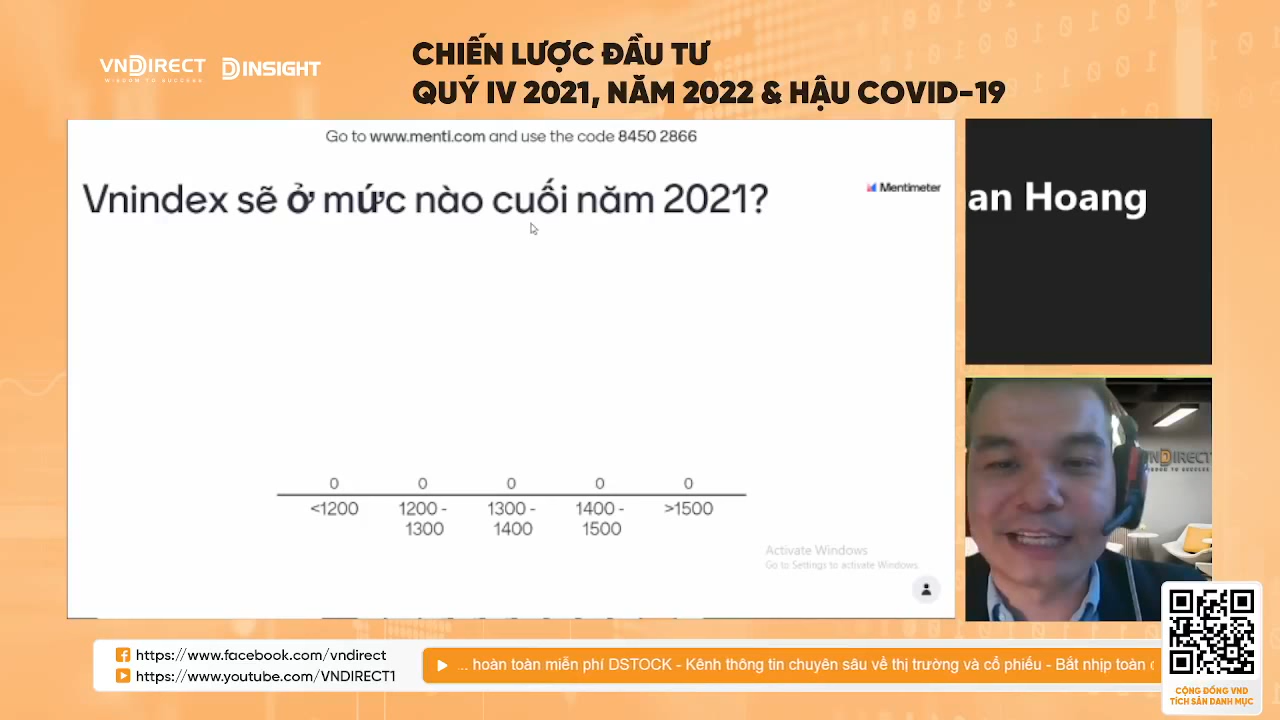 VNDIRECT
WISDOM TO SUCCESS
DINSIGHT
CHIẾN LƯỢC ĐẦU TƯ
QUÝ IV 2021, NĂM 2022 & HẬU COVID-19
Go to www.menti.com and use the code 8450 2866
Vnindex sẽ ở mức nào cuối năm 2021?
Mentimeter
an Hoang
0 0 0 0 0
<1200 1200 - 1300 - 1400 - >1500
1300 1400 1500
Activate Windows
Go to Settings to activate Windows.
VNDIRECT
WISDOM TO SUCCESS
https://www.facebook.com/vndirect
https://www.youtube.com/VNDIRECT1
... hoàn toàn miễn phí DSTOCK - Kênh thông tin chuyên sâu về thị trường và cổ phiếu - Bắt nhịp toàn
CỘNG ĐỒNG VND
TÍCH SẢN DANH MỤC